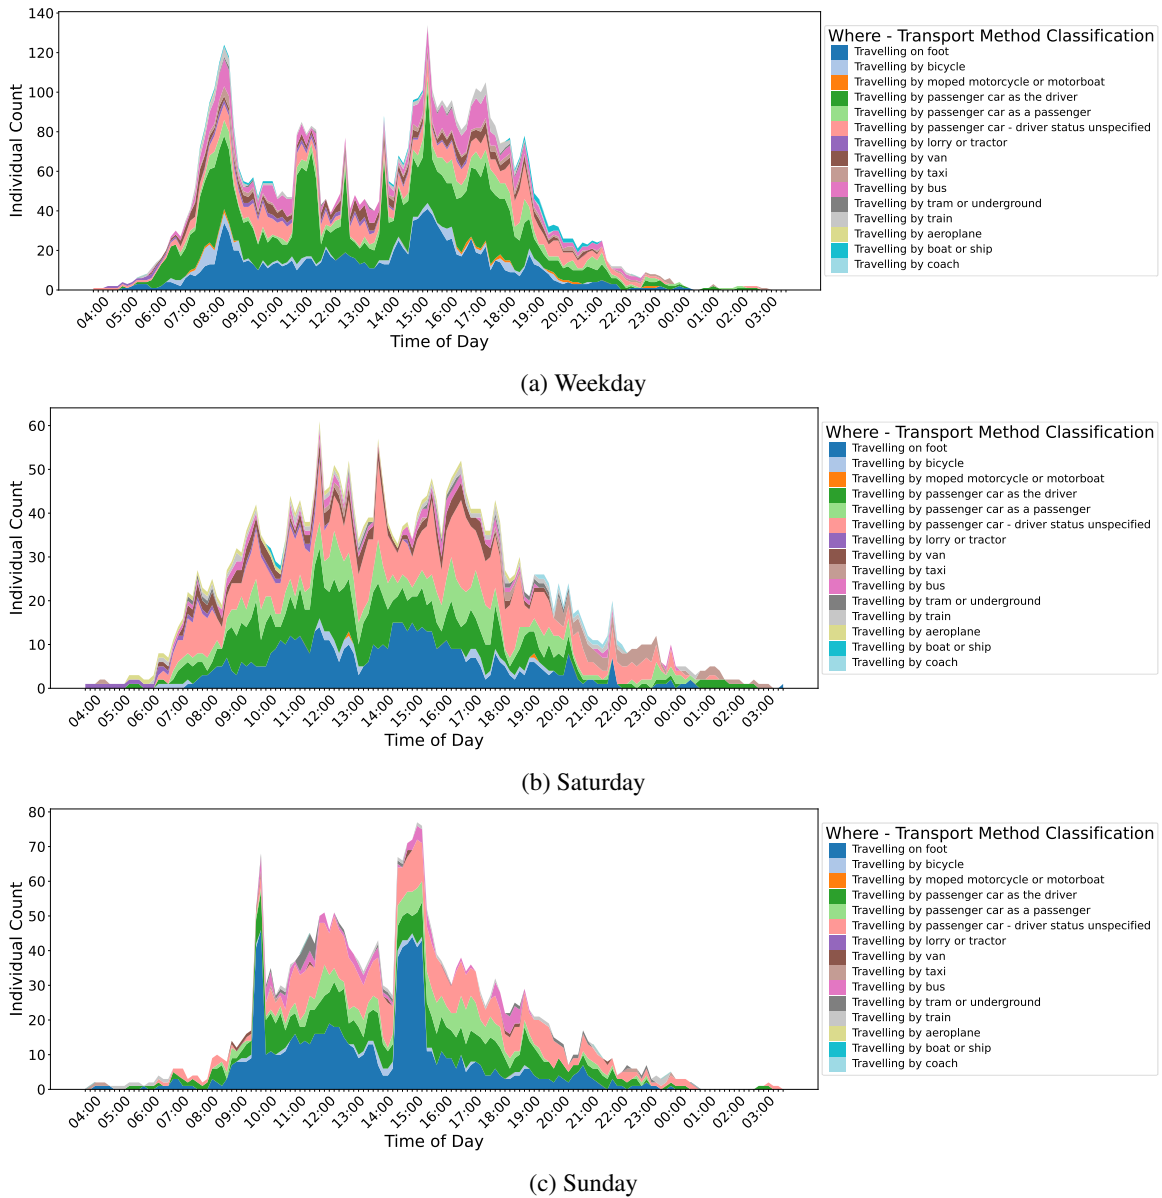 140
120
100
80
60
40
20
0
Individual Count
04:00 05:00 06:00 07:00 08:00 09:00 10:00 11:00 12:00 13:00 14:00 15:00 16:00 17:00 18:00 19:00 20:00 21:00 22:00 23:00 00:00 01:00 02:00 03:00
Time of Day
Where - Transport Method Classification
Travelling on foot
Travelling by bicycle
Travelling by moped motorcycle or motorboat
Travelling by passenger car as the driver
Travelling by passenger car as a passenger
Travelling by passenger car - driver status unspecified
Travelling by lorry or tractor
Travelling by van
Travelling by taxi
Travelling by bus
Travelling by tram or underground
Travelling by train
Travelling by aeroplane
Travelling by boat or ship
Travelling by coach
(a) Weekday
60
50
40
30
20
10
0
Individual Count
04:00 05:00 06:00 07:00 08:00 09:00 10:00 11:00 12:00 13:00 14:00 15:00 16:00 17:00 18:00 19:00 20:00 21:00 22:00 23:00 00:00 01:00 02:00 03:00
Time of Day
Where - Transport Method Classification
Travelling on foot
Travelling by bicycle
Travelling by moped motorcycle or motorboat
Travelling by passenger car as the driver
Travelling by passenger car as a passenger
Travelling by passenger car - driver status unspecified
Travelling by lorry or tractor
Travelling by van
Travelling by taxi
Travelling by bus
Travelling by tram or underground
Travelling by train
Travelling by aeroplane
Travelling by boat or ship
Travelling by coach
(b) Saturday
80
70
60
50
40
30
20
10
0
Individual Count
04:00 05:00 06:00 07:00 08:00 09:00 10:00 11:00 12:00 13:00 14:00 15:00 16:00 17:00 18:00 19:00 20:00 21:00 22:00 23:00 00:00 01:00 02:00 03:00
Time of Day
Where - Transport Method Classification
Travelling on foot
Travelling by bicycle
Travelling by moped motorcycle or motorboat
Travelling by passenger car as the driver
Travelling by passenger car as a passenger
Travelling by passenger car - driver status unspecified
Travelling by lorry or tractor
Travelling by van
Travelling by taxi
Travelling by bus
Travelling by tram or underground
Travelling by train
Travelling by aeroplane
Travelling by boat or ship
Travelling by coach
(c) Sunday